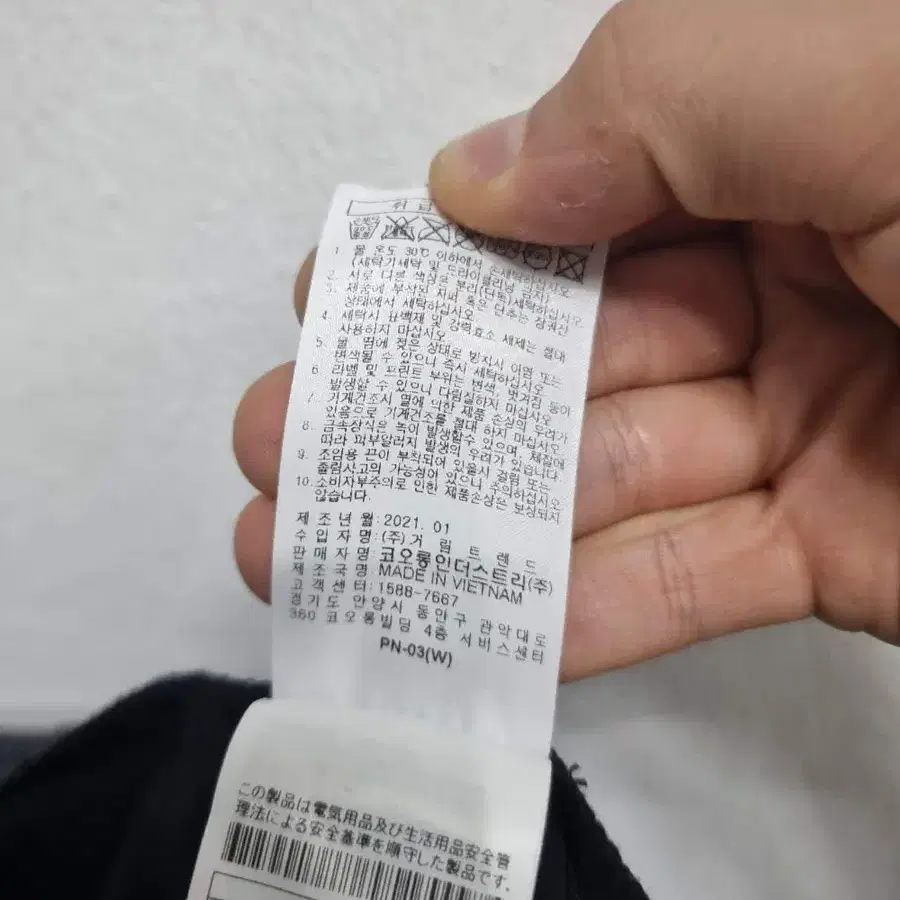 취급
1. 물 온도 30℃ 이하에서 손세탁하십시오.
(세탁기세탁 및 드라이클리닝 금지)
2. 서로 다른 색상은 분리(단독)세탁하십시오.
3. 제품에 부착된 지퍼 혹은 단추는 잠궈진
상태에서 세탁하십시오.
4. 세탁시 표백제 및 강력효소 세제는 절대
사용하지 마십시오.
5. 물 땀에 젖은 상태로 방치시 이염 또는
변색될 수 있으니 즉시 세탁하십시오.
6. 라벨 및 프린트 부위는 변색, 벗겨짐 등이
발생할 수 있으니 다림질하지 마십시오.
7. 기계건조시 열에 의한 제품 손상의 우려가
있음으로 기계건조를 절대 하지 마십시오.
8. 금속장식은 녹이 발생할수 있으며, 체질에
따라 피부알러지 발생의 우려가 있습니다.
9. 조임용 끈이 부착되어 있을시 걸림 또는
졸림사고의 가능성이 있으니 주의하십시오.
10. 소비자부주의로 인한 제품손상은 보상되지
않습니다.
제조년월:2021. 01
수입자명:(주)거림트렌드
판매자명:코오롱인더스트리(주)
제조국명:MADE IN VIETNAM
고객센터:1588-7667
경기도 안양시 동안구 관악대로
360 코오롱빌딩 4층 서비스센터
PN-03(W)
この製品は電気用品及び生活用品安全管
理法による安全基準を順守した製品です.